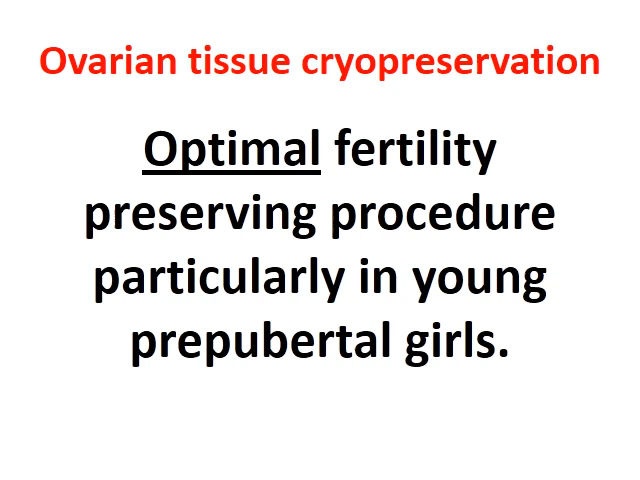 Ovarian tissue cryopreservation
Optimal fertility
preserving procedure
particularly in young
prepubertal girls.